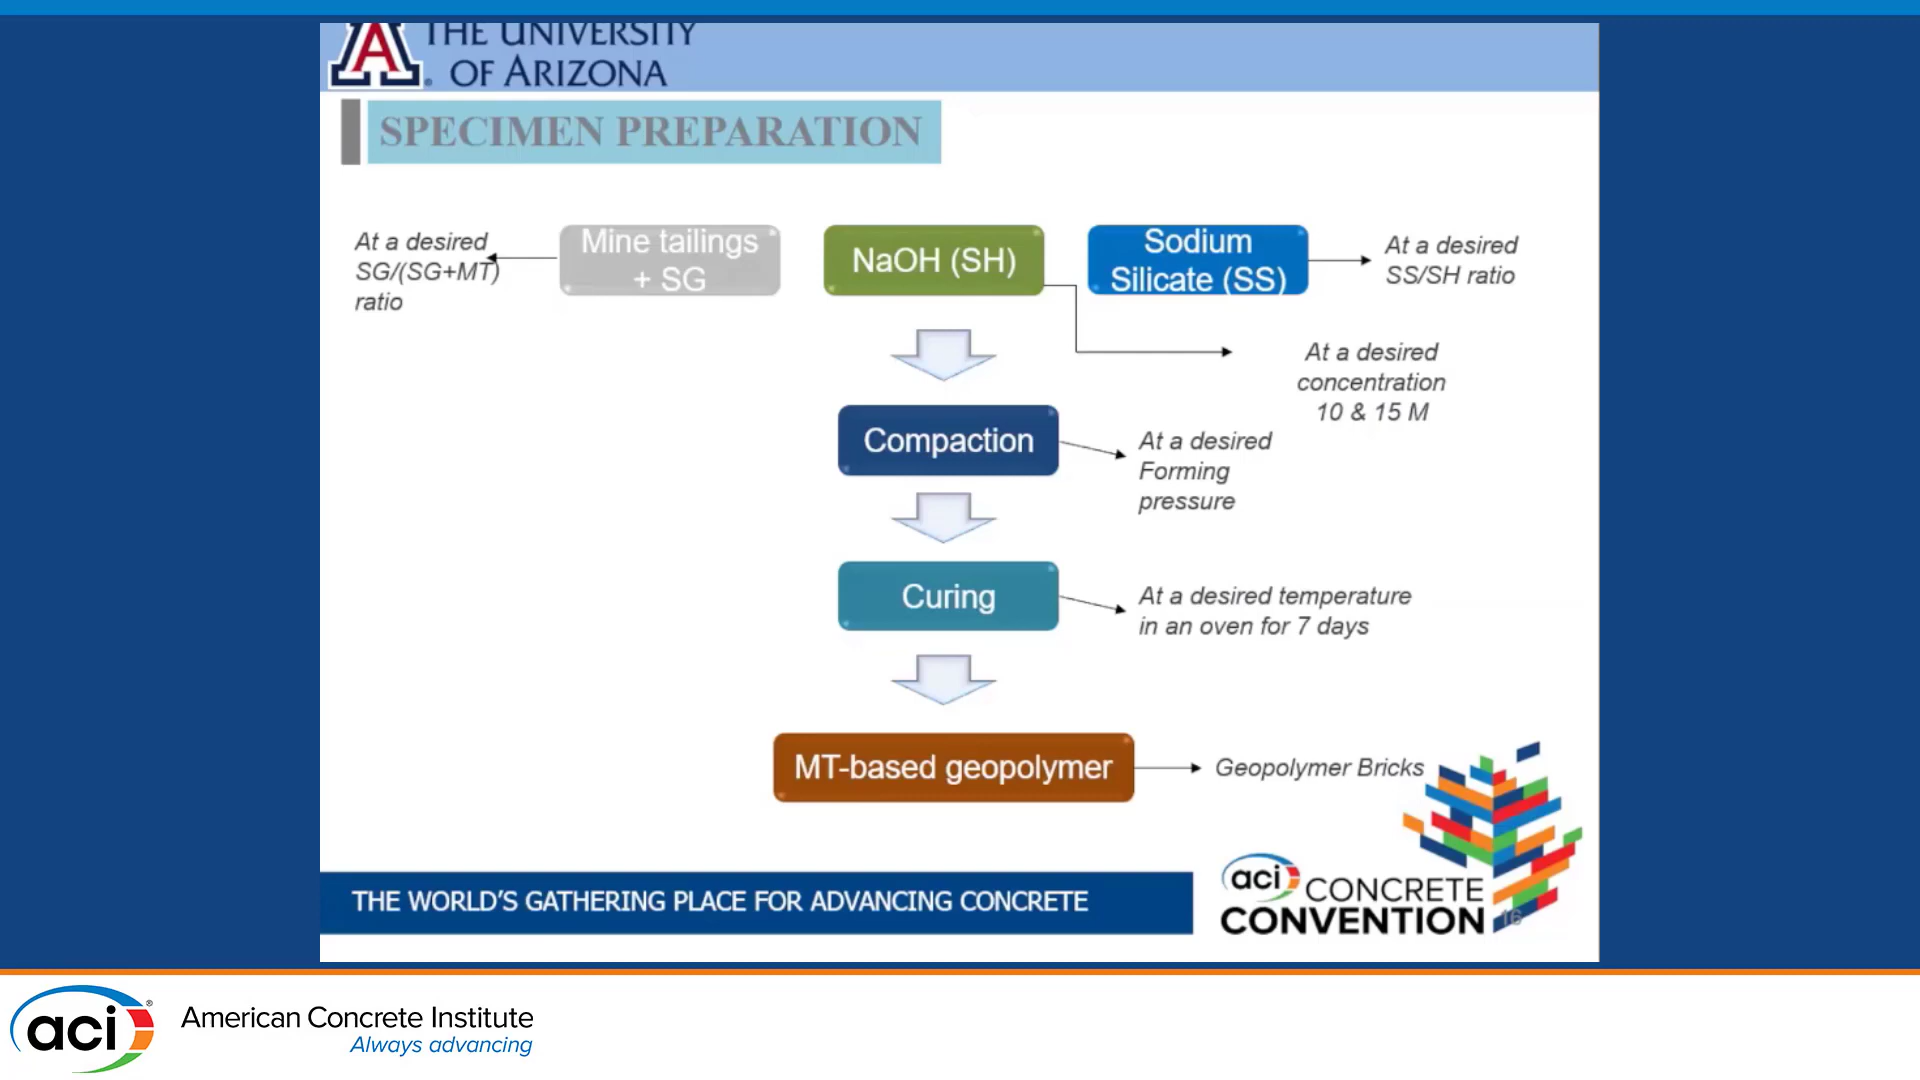 THE UNIVERSITY
OF ARIZONA
SPECIMEN PREPARATION
At a desired
SG/(SG+MT)
ratio
Mine tailings
+ SG
NaOH (SH)
Sodium
Silicate (SS)
At a desired
SS/SH ratio
At a desired
concentration
10 & 15 M
Compaction
At a desired
Forming
pressure
Curing
At a desired temperature
in an oven for 7 days
MT-based geopolymer
Geopolymer Bricks
THE WORLD'S GATHERING PLACE FOR ADVANCING CONCRETE
aci CONCRETE
CONVENTION
16
aci
American Concrete Institute
Always advancing